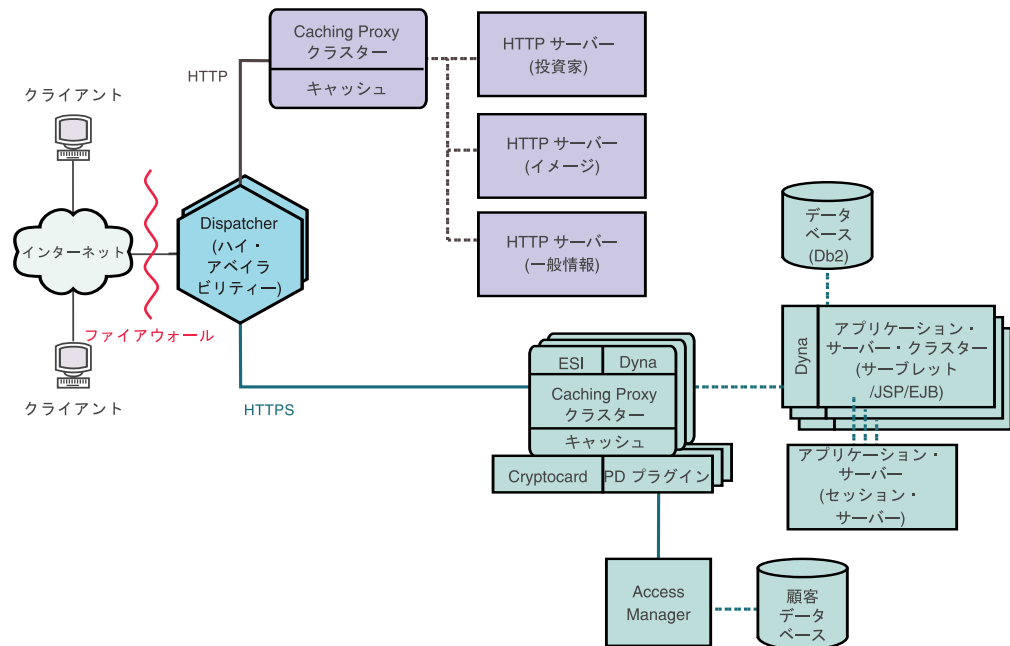 Caching Proxy
クラスター
キャッシュ
HTTP
HTTP サーバー
(投資家)
HTTP サーバー
(イメージ)
HTTP サーバー
(一般情報)
クライアント
インターネット
Dispatcher
(ハイ・
アベイラ
ビリティー)
ファイアウォール
クライアント
HTTPS
データ
ベース
(Db2)
Dyna
アプリケーション・
サーバー・クラスター
(サーブレット
/JSP/EJB)
ESI
Dyna
Caching Proxy
クラスター
キャッシュ
Cryptocard
PD プラグイン
アプリケーション・
サーバー
(セッション・
サーバー)
Access
Manager
顧客
データ
ベース